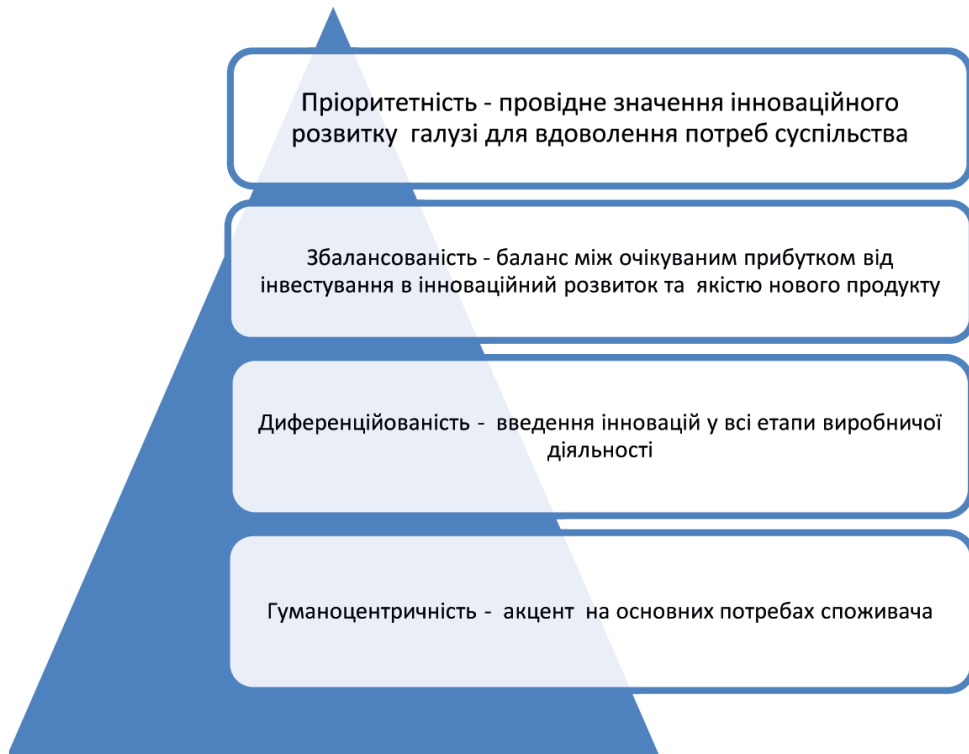 Пріоритетність - провідне значення інноваційного
розвитку галузі для вдоволення потреб суспільства
Збалансованість - баланс між очікуваним прибутком від
інвестування в інноваційний розвиток та якістю нового продукту
Диференційованість - введення інновацій у всі етапи виробничої
діяльності
Гуманоцентричність - акцент на основних потребах споживача